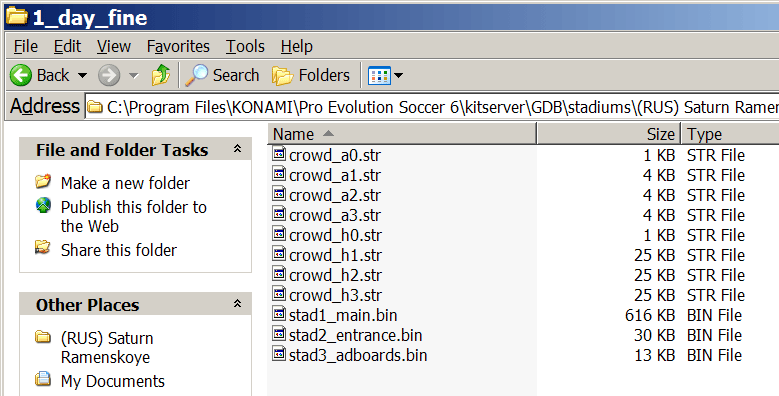 1_day_fine
File Edit View Favorites Tools Help
Back Search Folders
Address C:\Program Files\KONAMI\Pro Evolution Soccer 6\kitserver\GDB\stadiums\(RUS) Saturn Ramen
File and Folder Tasks
Make a new folder
Publish this folder to
the Web
Share this folder
Other Places
(RUS) Saturn
Ramenskoye
My Documents
Name Size Type
crowd_a0.str 1 KB STR File
crowd_a1.str 4 KB STR File
crowd_a2.str 4 KB STR File
crowd_a3.str 4 KB STR File
crowd_h0.str 1 KB STR File
crowd_h1.str 25 KB STR File
crowd_h2.str 25 KB STR File
crowd_h3.str 25 KB STR File
stad1_main.bin 616 KB BIN File
stad2_entrance.bin 30 KB BIN File
stad3_adboards.bin 13 KB BIN File